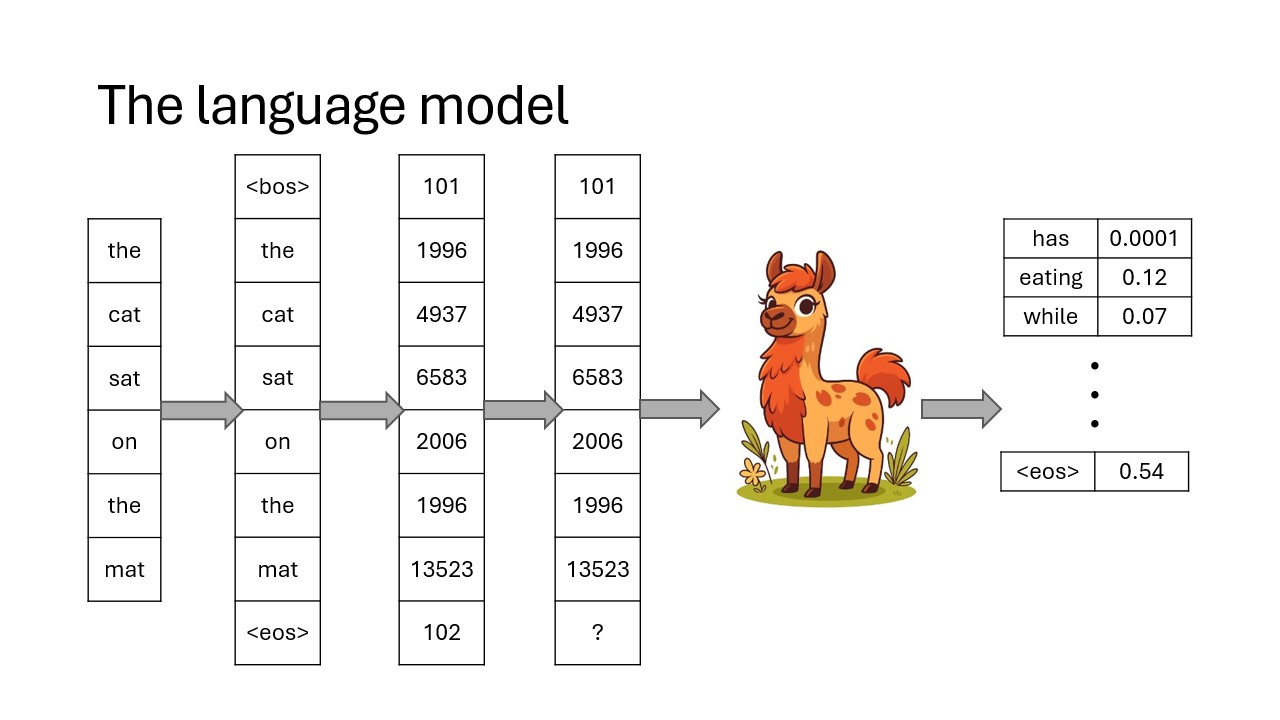 The language model
the
cat
sat
on
the
mat
<bos>
the
cat
sat
on
the
mat
<eos>
101
1996
4937
6583
2006
1996
13523
102
101
1996
4937
6583
2006
1996
13523
?
has 0.0001
eating 0.12
while 0.07
<eos> 0.54